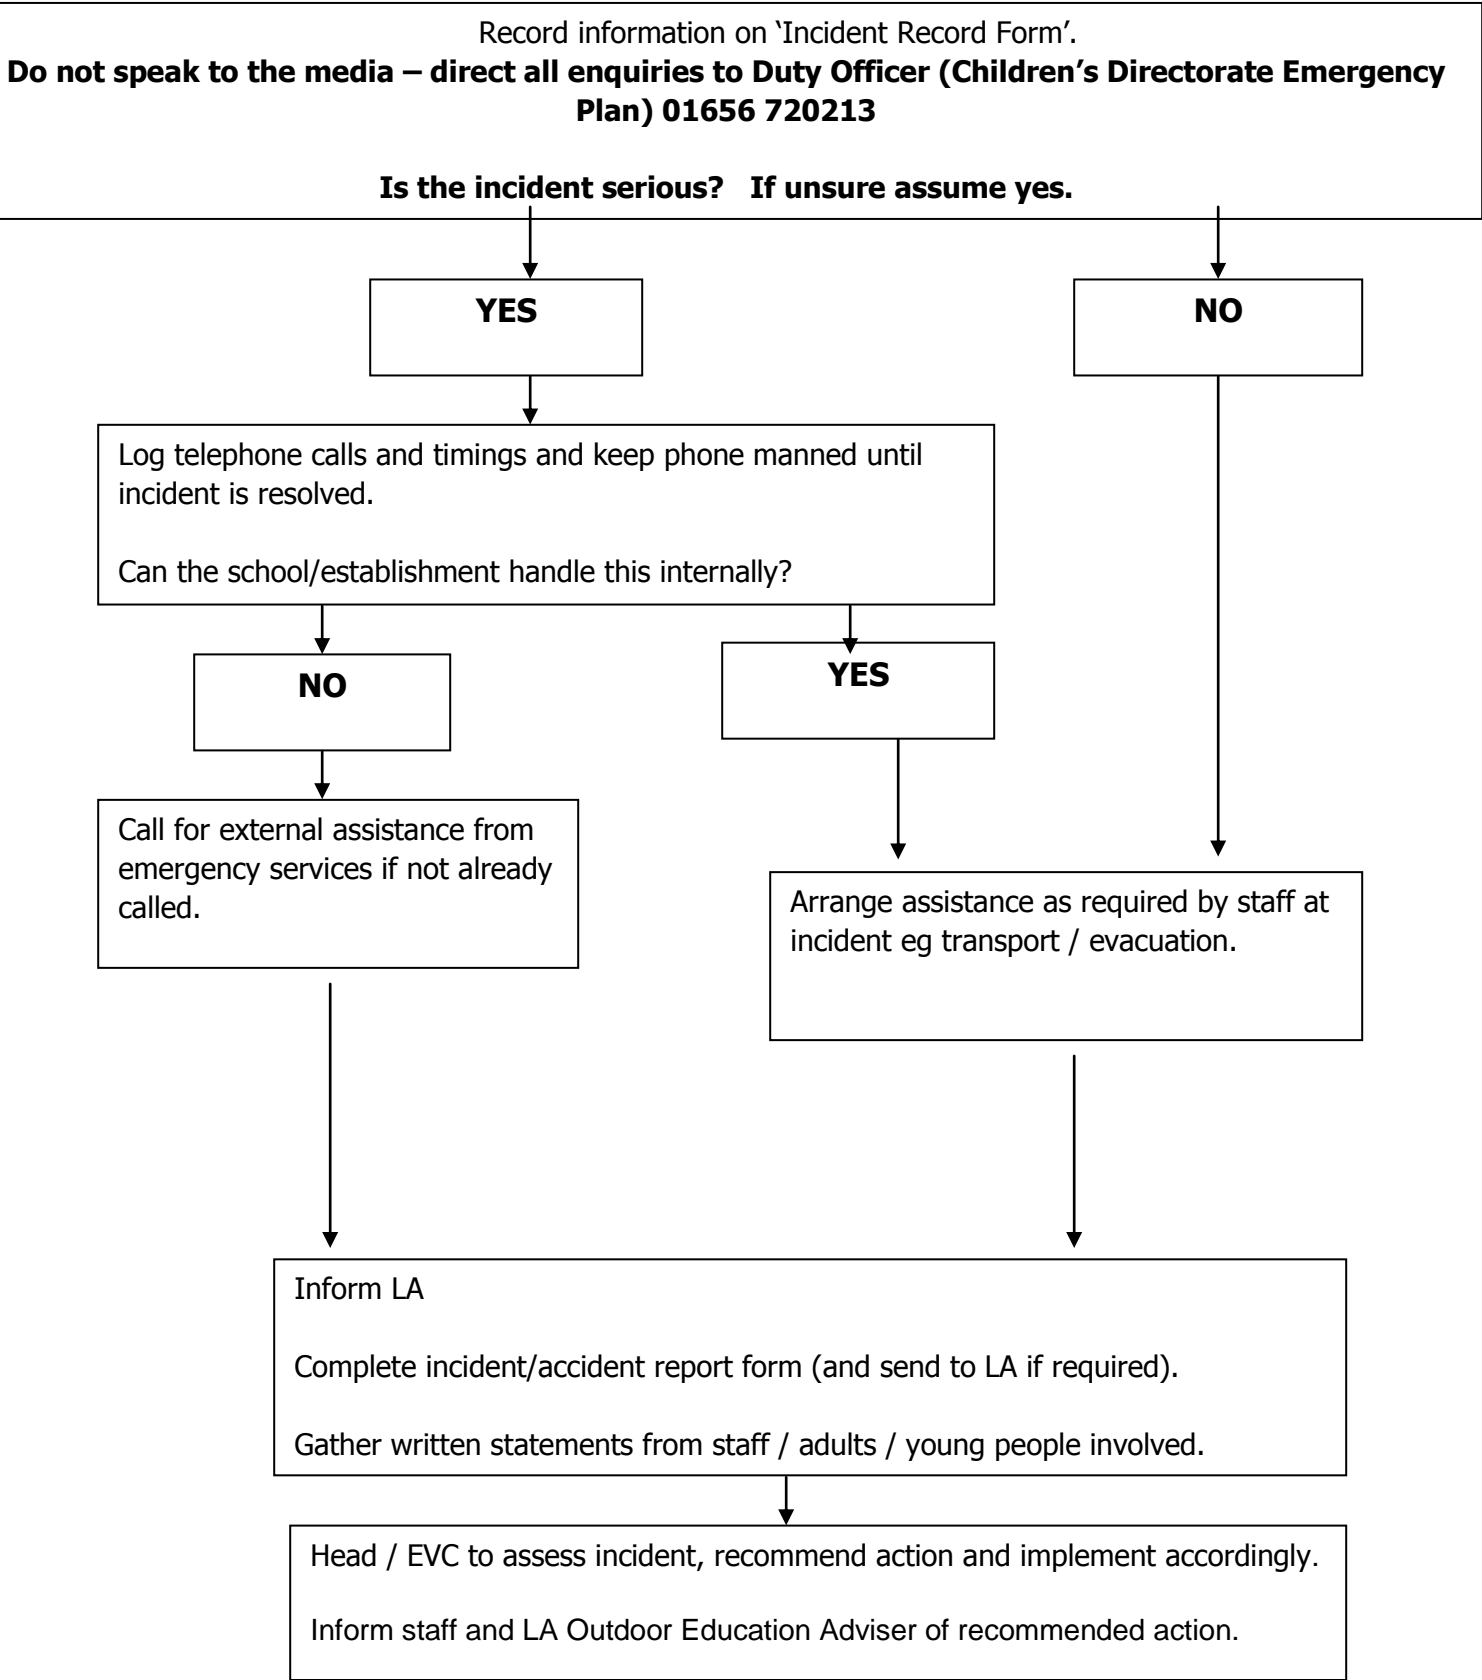 Record information on ‘Incident Record Form’.
Do not speak to the media – direct all enquiries to Duty Officer (Children’s Directorate Emergency
Plan) 01656 720213
Is the incident serious?   If unsure assume yes.
YES
NO
Log telephone calls and timings and keep phone manned until
incident is resolved.
Can the school/establishment handle this internally?
NO
YES
Call for external assistance from
emergency services if not already
called.
Arrange assistance as required by staff at
incident eg transport / evacuation.
Inform LA
Complete incident/accident report form (and send to LA if required).
Gather written statements from staff / adults / young people involved.
Head / EVC to assess incident, recommend action and implement accordingly.
Inform staff and LA Outdoor Education Adviser of recommended action.